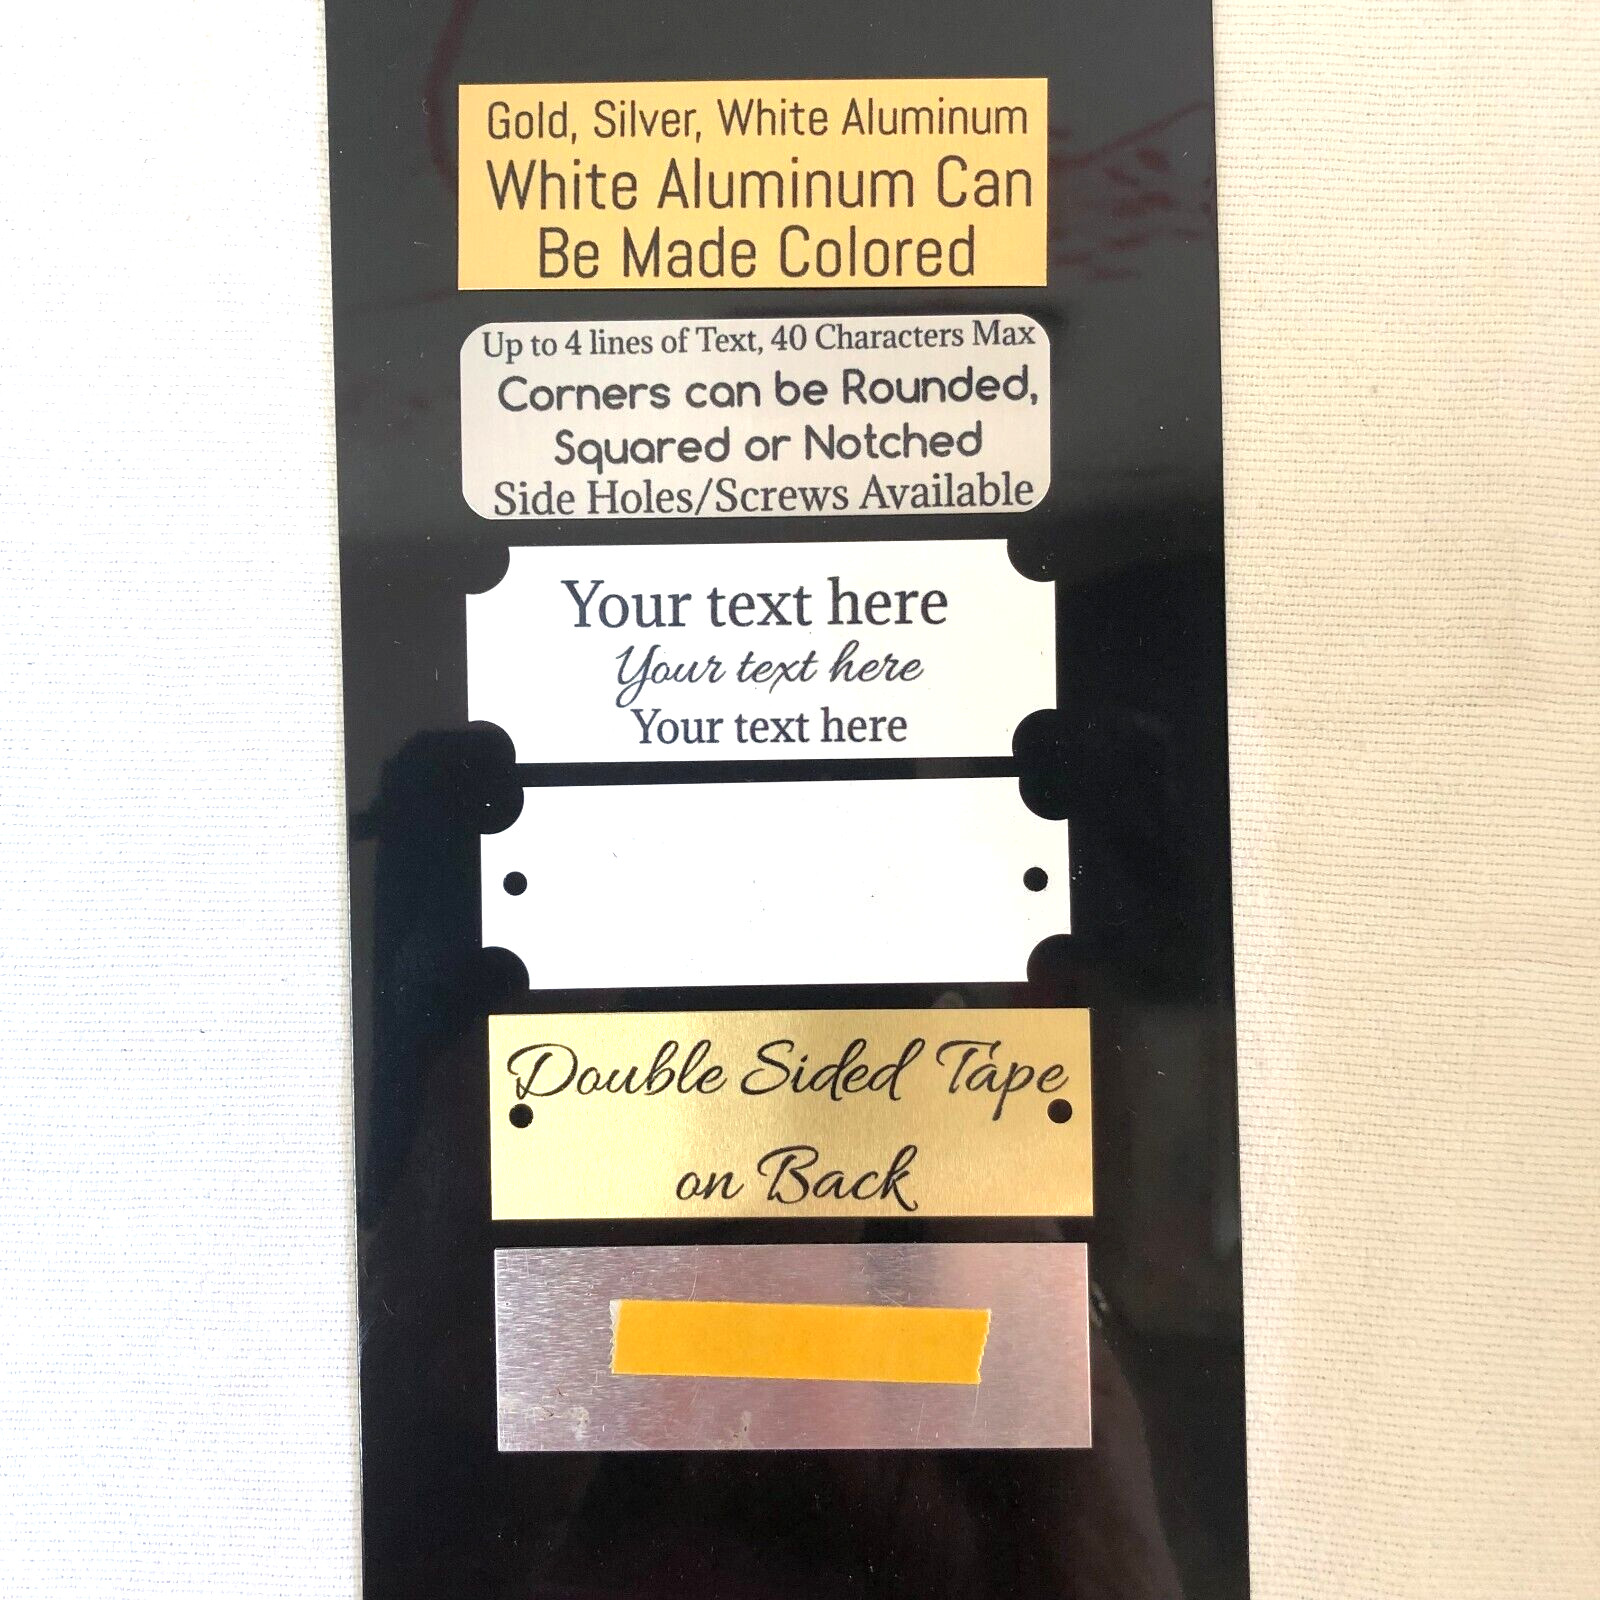 Gold, Silver, White Aluminum
White Aluminum Can
Be Made Colored
Up to 4 lines of Text, 40 Characters Max
Corners can be Rounded,
Squared or Notched
Side Holes/Screws Available
Your text here
Your text here
Your text here
Double Sided Tape
on Back